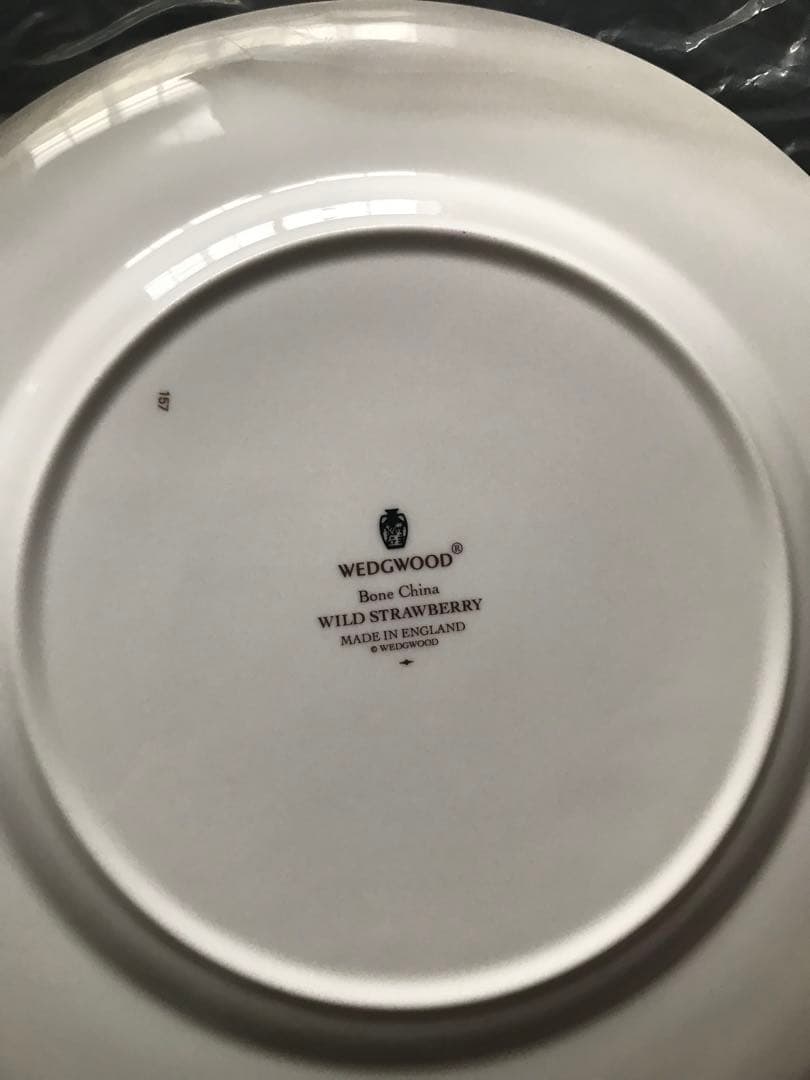 157
WEDGWOOD®
Bone China
WILD STRAWBERRY
MADE IN ENGLAND
© WEDGWOOD